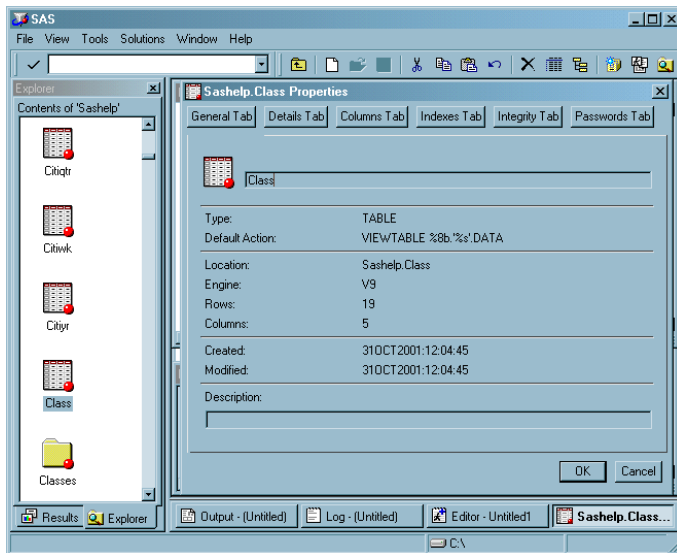 SAS
File View Tools Solutions Window Help
Explorer
Contents of 'Sashelp'
Citiqtr
Citiwk
Citiyr
Class
Classes
Results Explorer
Sashelp.Class Properties
General Tab Details Tab Columns Tab Indexes Tab Integrity Tab Passwords Tab
Class
Type: TABLE
Default Action: VIEWTABLE %8b.'%s'.DATA
Location: Sashelp.Class
Engine: V9
Rows: 19
Columns: 5
Created: 31OCT2001:12:04:45
Modified: 31OCT2001:12:04:45
Description:
OK Cancel
Output - (Untitled) Log - (Untitled) Editor - Untitled1 Sashelp.Class...
C:\